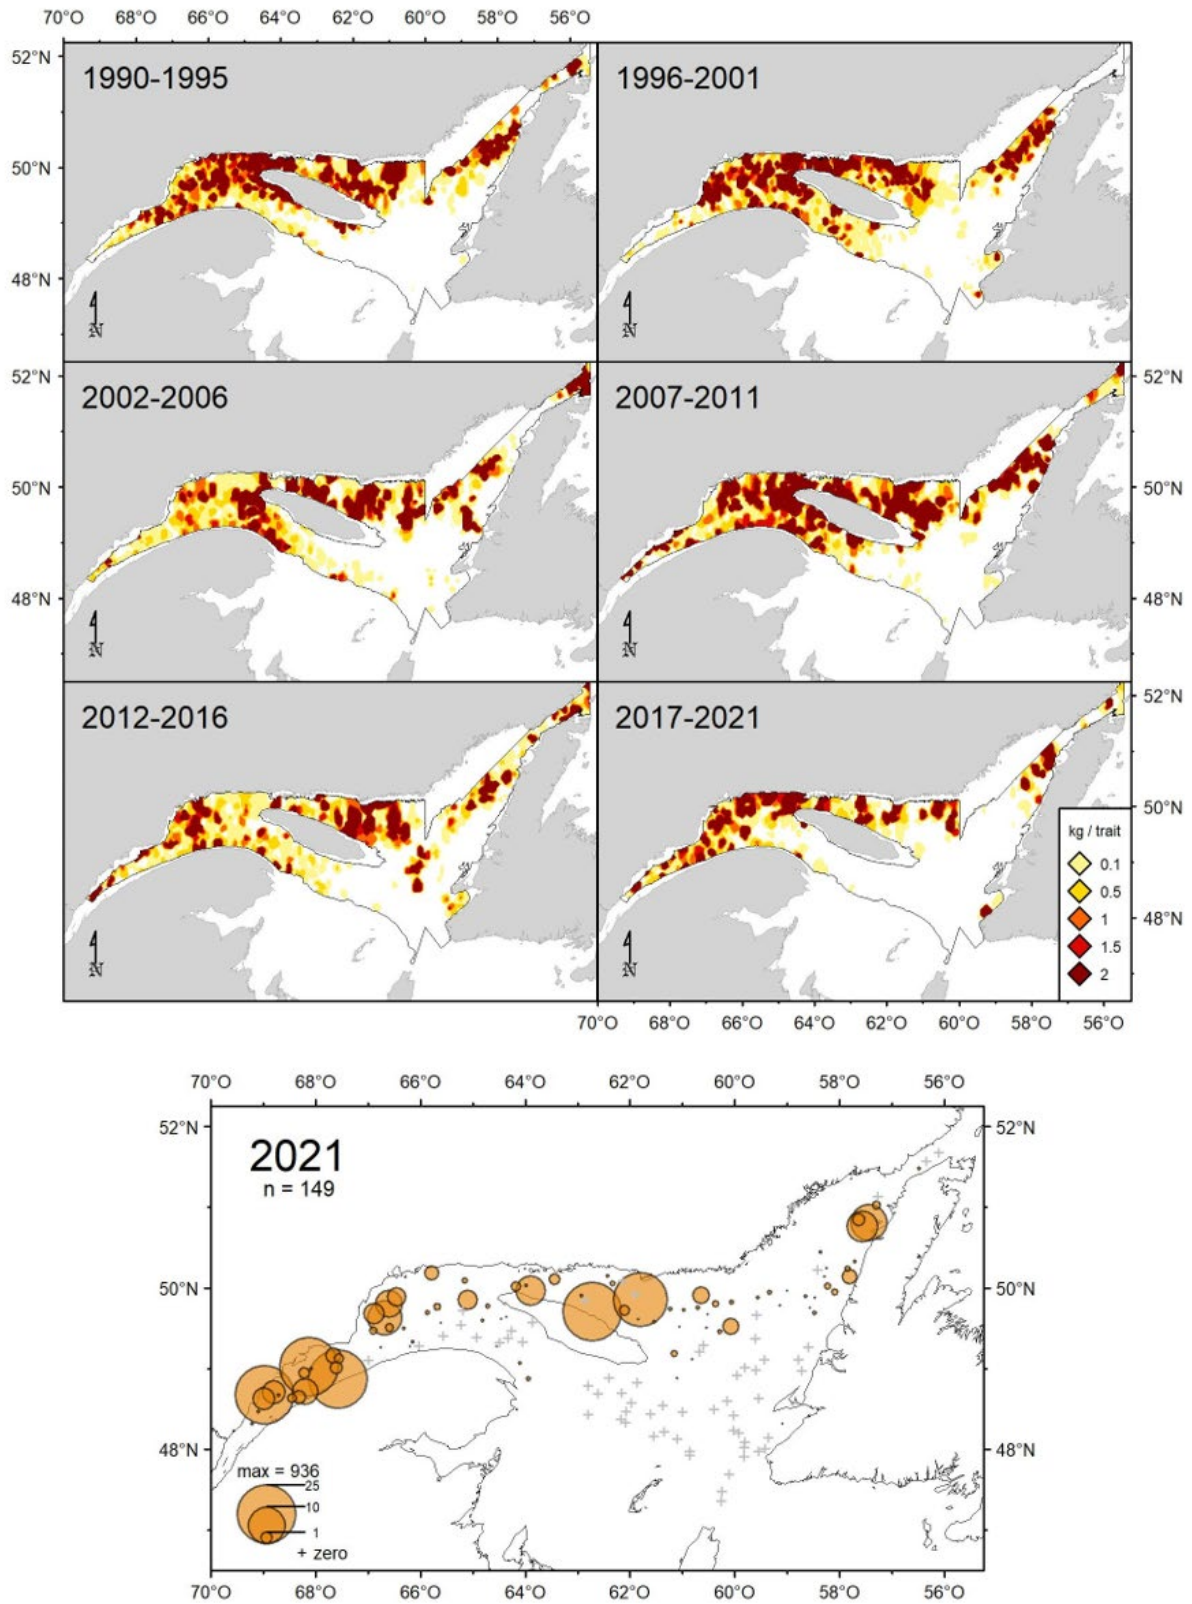 70°O 68°O 66°O 64°O 62°O 60°O 58°O 56°O
52°N
1990-1995
1996-2001
50°N
48°N
N
N
52°N
2002-2006
2007-2011
52°N
50°N
50°N
48°N
48°N
N
N
2012-2016
2017-2021
52°N
50°N
kg / trait
0.1
0.5
1
1.5
2
48°N
N
70°O 68°O 66°O 64°O 62°O 60°O 58°O 56°O
70°O 68°O 66°O 64°O 62°O 60°O 58°O 56°O
52°N
52°N
2021
n = 149
50°N
50°N
48°N
48°N
max = 936
25
10
1
+ zero
70°O 68°O 66°O 64°O 62°O 60°O 58°O 56°O